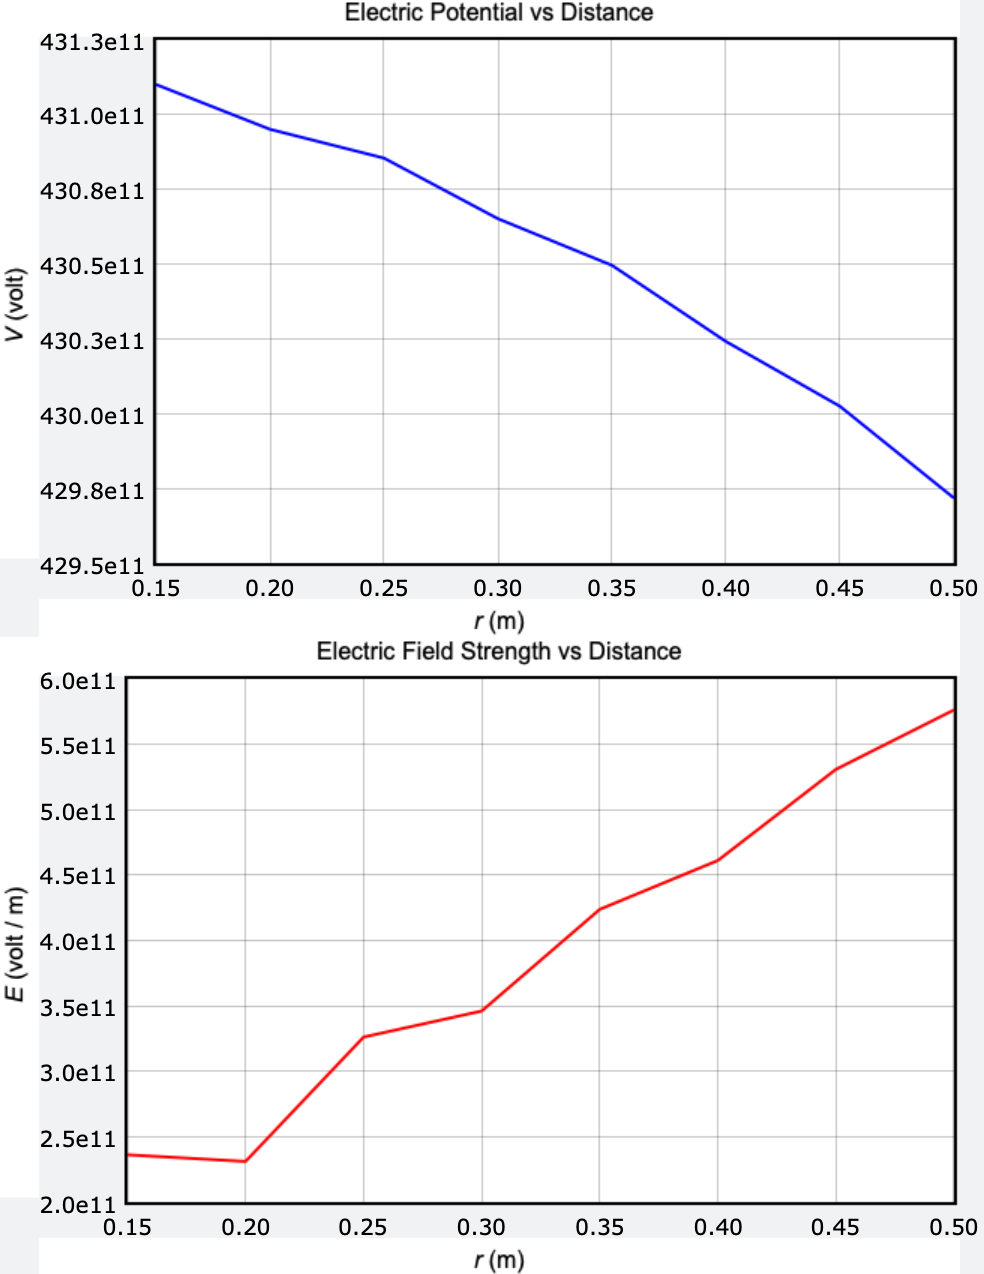 Electric Potential vs Distance
431.3e11
431.0e11
430.8e11
430.5e11
430.3e11
430.0e11
429.8e11
429.5e11
V (volt)
0.15 0.20 0.25 0.30 0.35 0.40 0.45 0.50
r (m)
Electric Field Strength vs Distance
6.0e11
5.5e11
5.0e11
4.5e11
4.0e11
3.5e11
3.0e11
2.5e11
2.0e11
E (volt / m)
0.15 0.20 0.25 0.30 0.35 0.40 0.45 0.50
r (m)